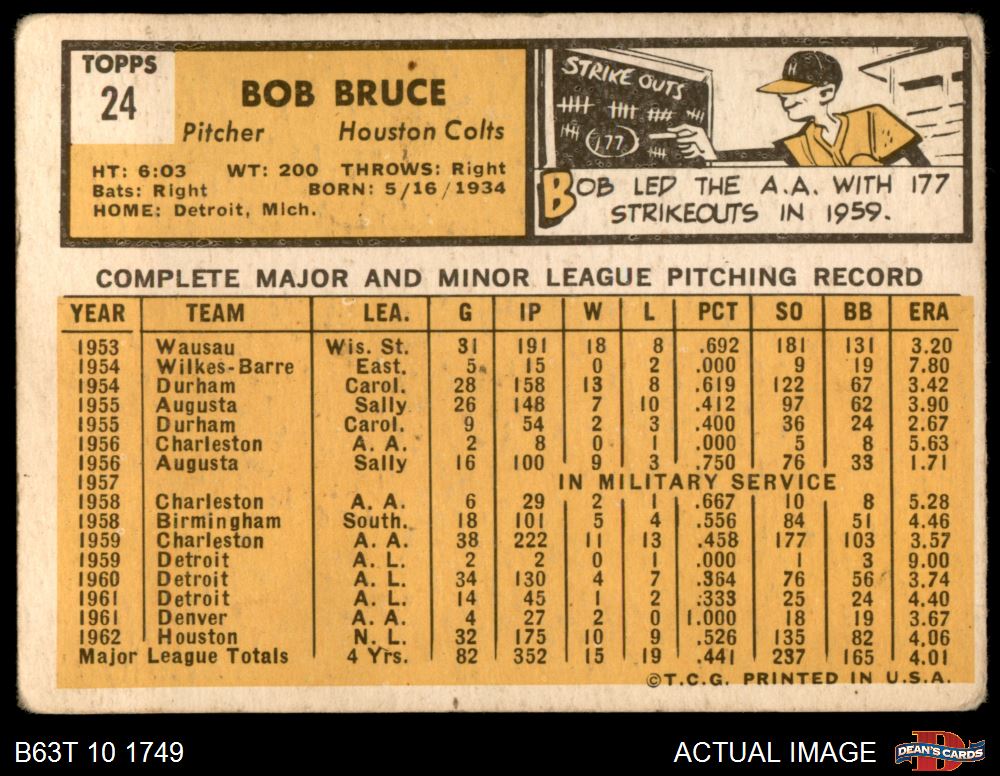 TOPPS
24
BOB BRUCE
Pitcher Houston Colts
HT: 6:03 WT: 200 THROWS: Right
Bats: Right BORN: 5/16/1934
HOME: Detroit, Mich.
STRIKE OUTS
177
H
BOB LED THE A.A. WITH 177
STRIKEOUTS IN 1959.
COMPLETE MAJOR AND MINOR LEAGUE PITCHING RECORD
YEAR TEAM LEA. G IP W L PCT SO BB ERA
1953 Wausau Wis. St. 31 191 18 8 .692 181 131 3.20
1954 Wilkes-Barre East. 5 15 0 2 .000 9 19 7.80
1954 Durham Carol. 28 158 13 8 .619 122 67 3.42
1955 Augusta Sally 26 148 7 10 .412 97 62 3.90
1955 Durham Carol. 9 54 2 3 .400 36 24 2.67
1956 Charleston A. A. 2 8 0 1 .000 5 8 5.63
1956 Augusta Sally 16 100 9 3 .750 76 33 1.71
1957 IN MILITARY SERVICE
1958 Charleston A. A. 6 29 2 1 .667 10 8 5.28
1958 Birmingham South. 18 101 5 4 .556 84 51 4.46
1959 Charleston A. A. 38 222 11 13 .458 177 103 3.57
1959 Detroit A. L. 2 2 0 1 .000 1 3 9.00
1960 Detroit A. L. 34 130 4 7 .364 76 56 3.74
1961 Detroit A. L. 14 45 1 2 .333 25 24 4.40
1961 Denver A. A. 4 27 2 0 1.000 18 19 3.67
1962 Houston N. L. 32 175 10 9 .526 135 82 4.06
Major League Totals 4 Yrs. 82 352 15 19 .441 237 165 4.01
©T.C.G. PRINTED IN U.S.A.
B63T 10 1749 ACTUAL IMAGE
D
DEAN'S CARDS